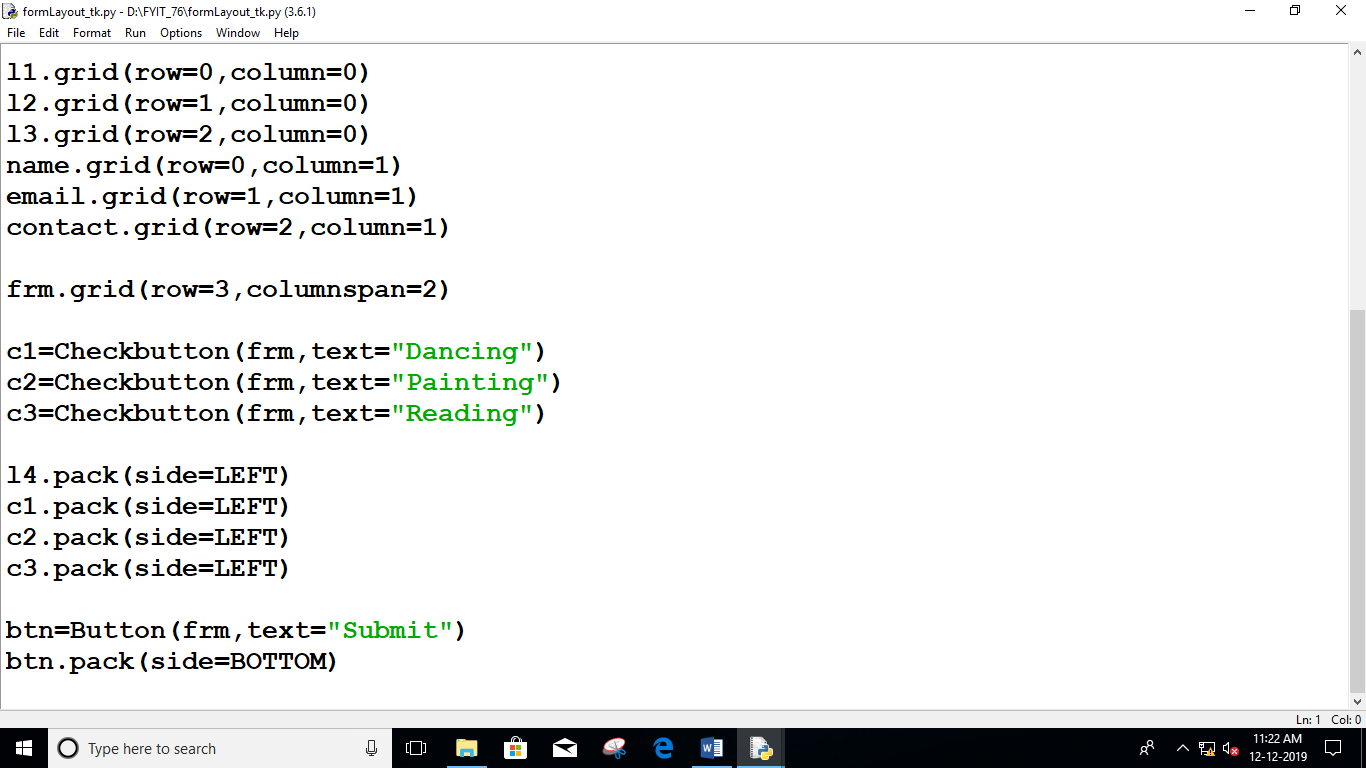 formLayout_tk.py - D:\FYIT_76\formLayout_tk.py (3.6.1)
File Edit Format Run Options Window Help
l1.grid(row=0,column=0)
l2.grid(row=1,column=0)
l3.grid(row=2,column=0)
name.grid(row=0,column=1)
email.grid(row=1,column=1)
contact.grid(row=2,column=1)
frm.grid(row=3,columnspan=2)
c1=Checkbutton(frm,text="Dancing")
c2=Checkbutton(frm,text="Painting")
c3=Checkbutton(frm,text="Reading")
l4.pack(side=LEFT)
c1.pack(side=LEFT)
c2.pack(side=LEFT)
c3.pack(side=LEFT)
btn=Button(frm,text="Submit")
btn.pack(side=BOTTOM)
Ln: 1 Col: 0
Type here to search
11:22 AM
12-12-2019